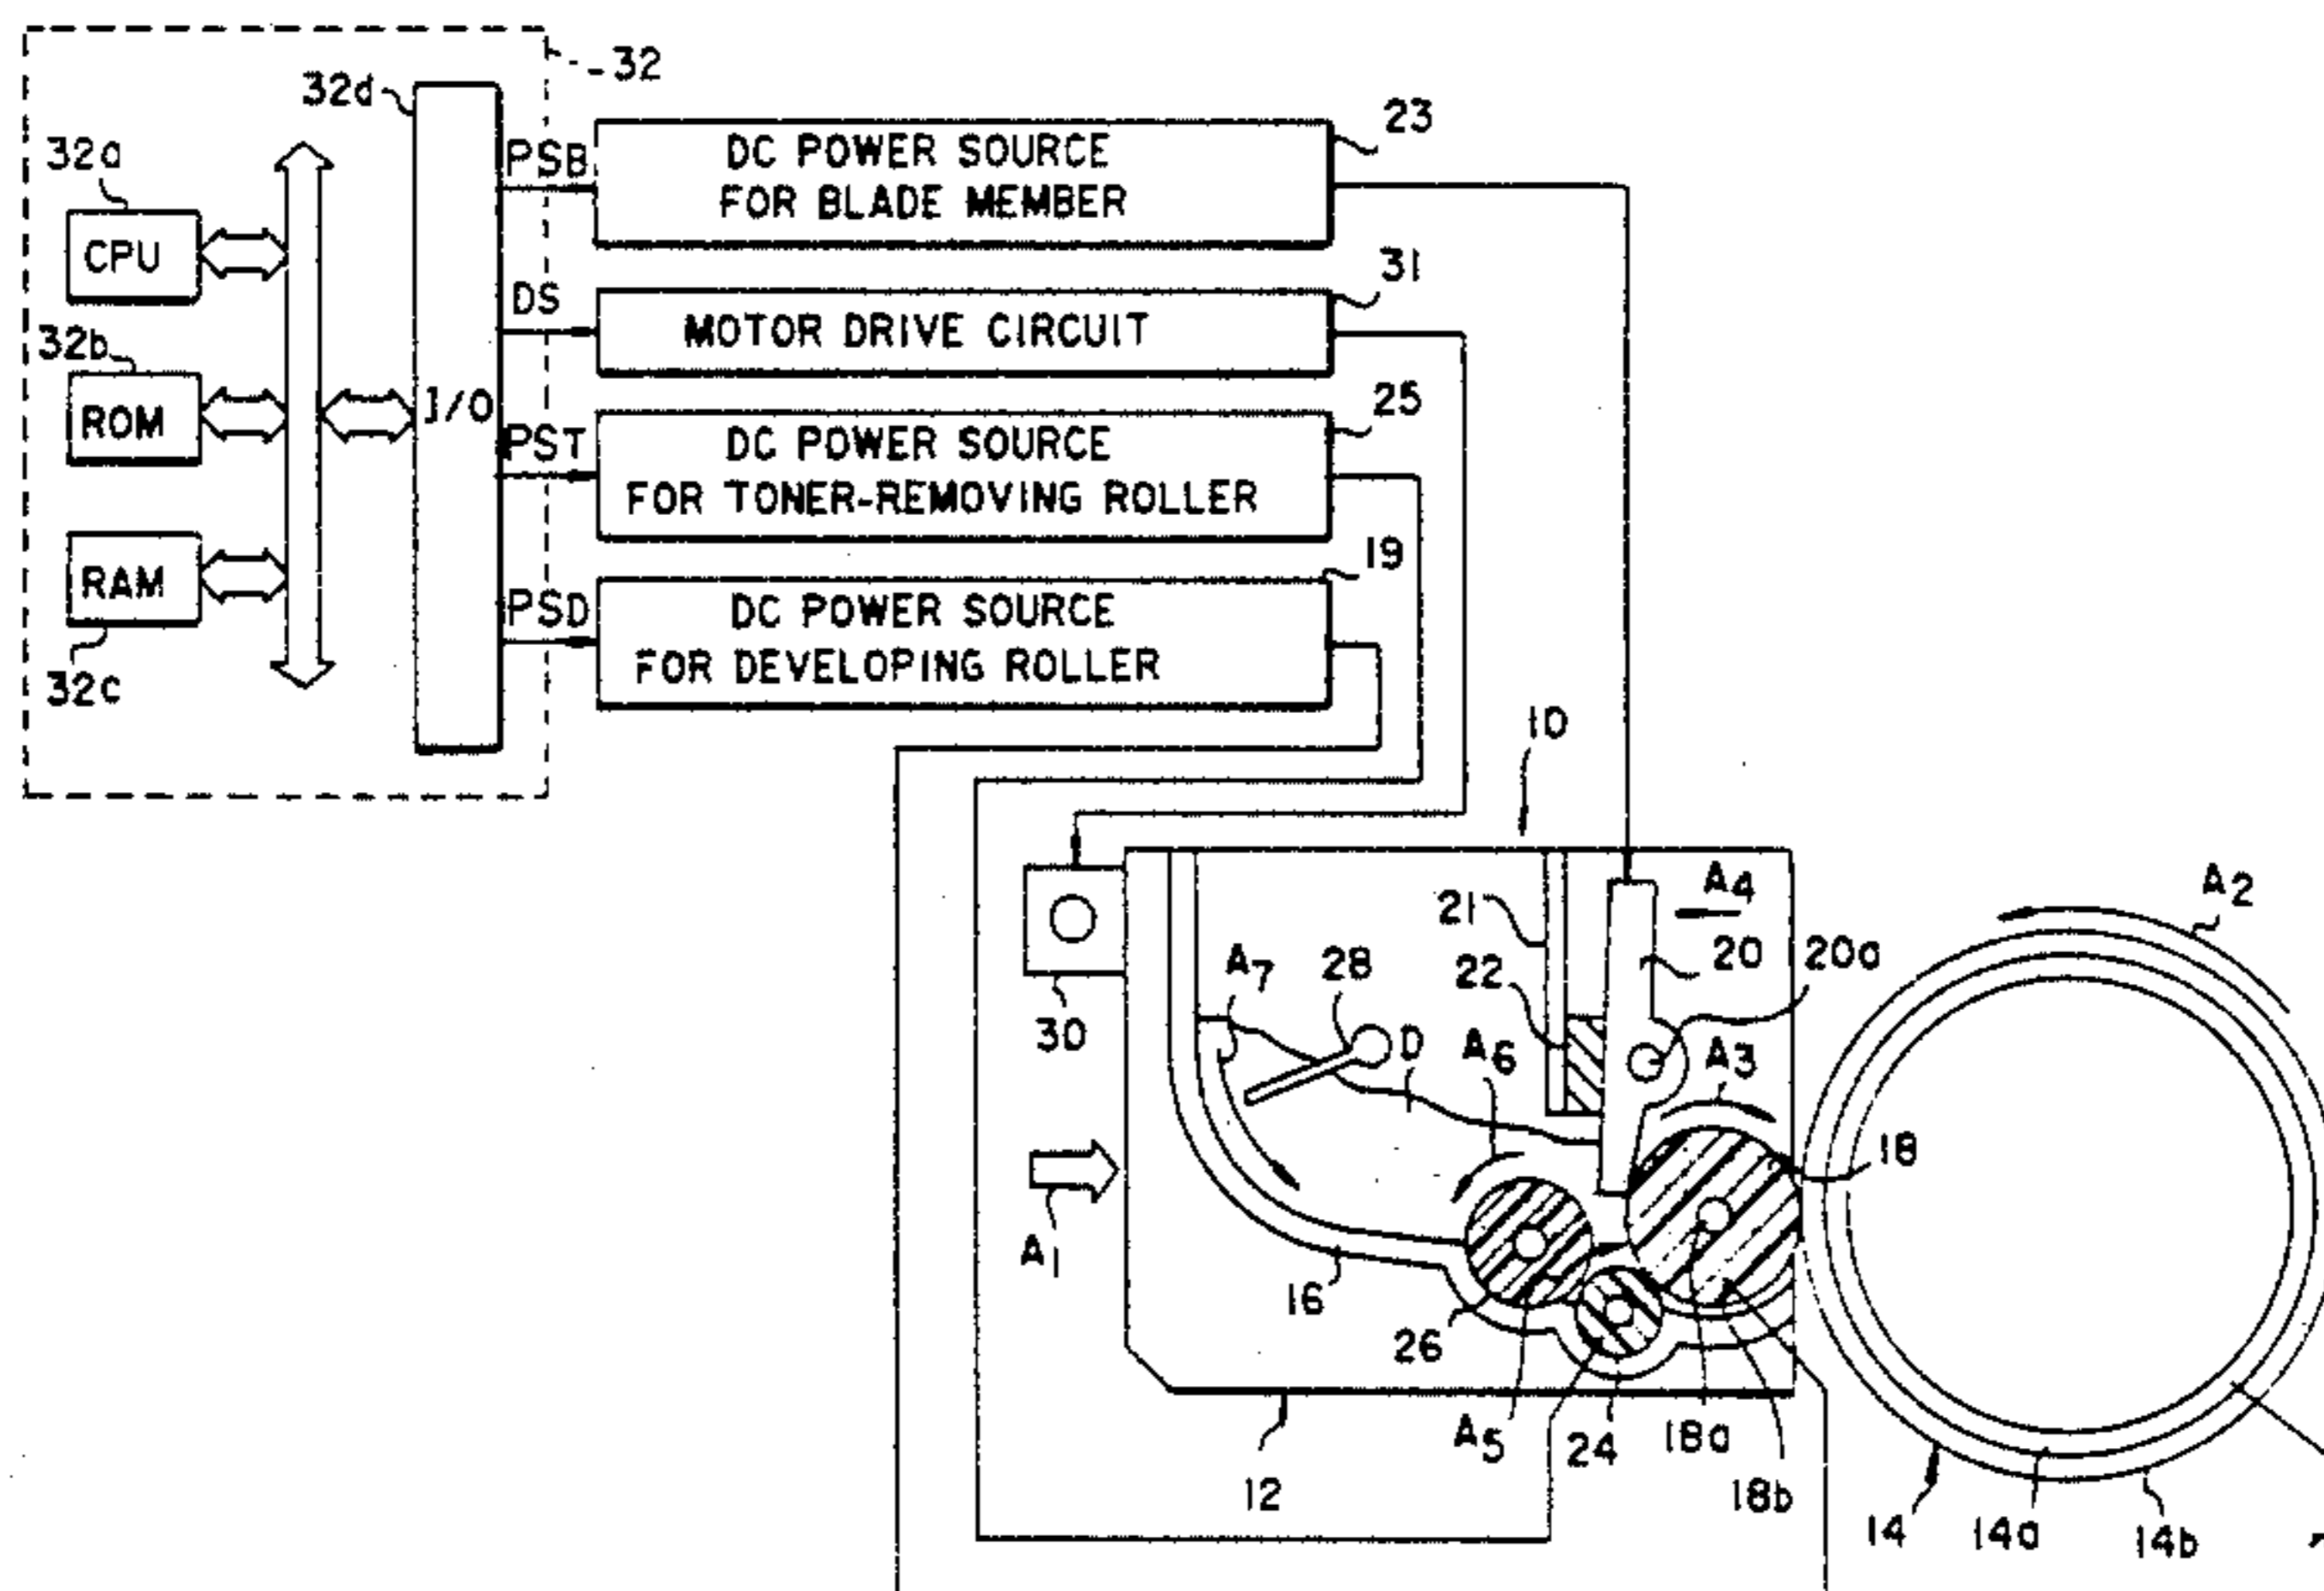 32
32d
32a
CPU
32b
ROM
RAM
32c
I/O
PSB
DC POWER SOURCE
FOR BLADE MEMBER
23
DS
MOTOR DRIVE CIRCUIT
31
PST
DC POWER SOURCE
FOR TONER-REMOVING ROLLER
25
PSD
DC POWER SOURCE
FOR DEVELOPING ROLLER
19
10
A4
A2
21
20
20a
A7
28
22
30
D
A6
A3
18
A1
16
26
A5
24
18a
12
18b
14
14a
14b